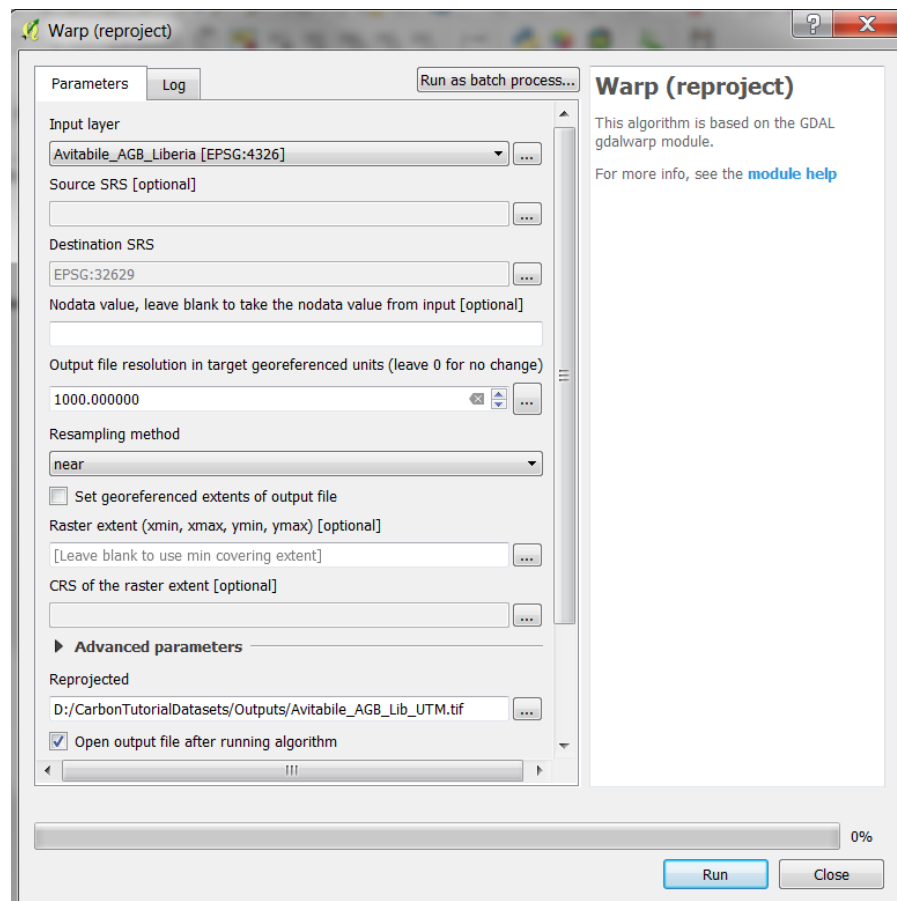 Warp (reproject)
Parameters
Log
Run as batch process...
Input layer
Avitabile_AGB_Liberia [EPSG:4326]
...
Source SRS [optional]
...
Destination SRS
EPSG:32629
...
Nodata value, leave blank to take the nodata value from input [optional]
Output file resolution in target georeferenced units (leave 0 for no change)
1000.000000
...
Resampling method
near
Set georeferenced extents of output file
Raster extent (xmin, xmax, ymin, ymax) [optional]
[Leave blank to use min covering extent]
...
CRS of the raster extent [optional]
...
Advanced parameters
Reprojected
D:/CarbonTutorialDatasets/Outputs/Avitabile_AGB_Lib_UTM.tif
...
Open output file after running algorithm
Warp (reproject)
This algorithm is based on the GDAL
gdalwarp module.
For more info, see the module help
0%
Run
Close